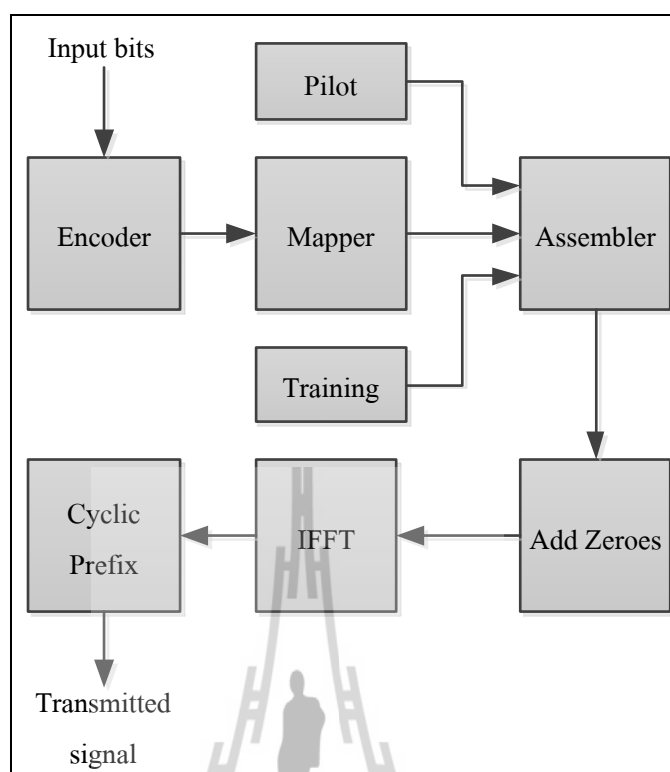 Input bits
Pilot
Encoder
Mapper
Assembler
Training
Cyclic
Prefix
IFFT
Add Zeroes
Transmitted
signal